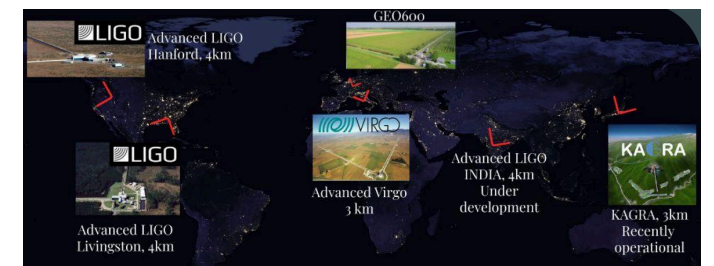 LIGO
Advanced LIGO
Hanford, 4km
GEO600
LIGO
Advanced LIGO
Livingston, 4km
VIRGO
Advanced Virgo
3 km
Advanced LIGO
INDIA, 4km
Under
development
KAGRA
KAGRA, 3km
Recently
operational